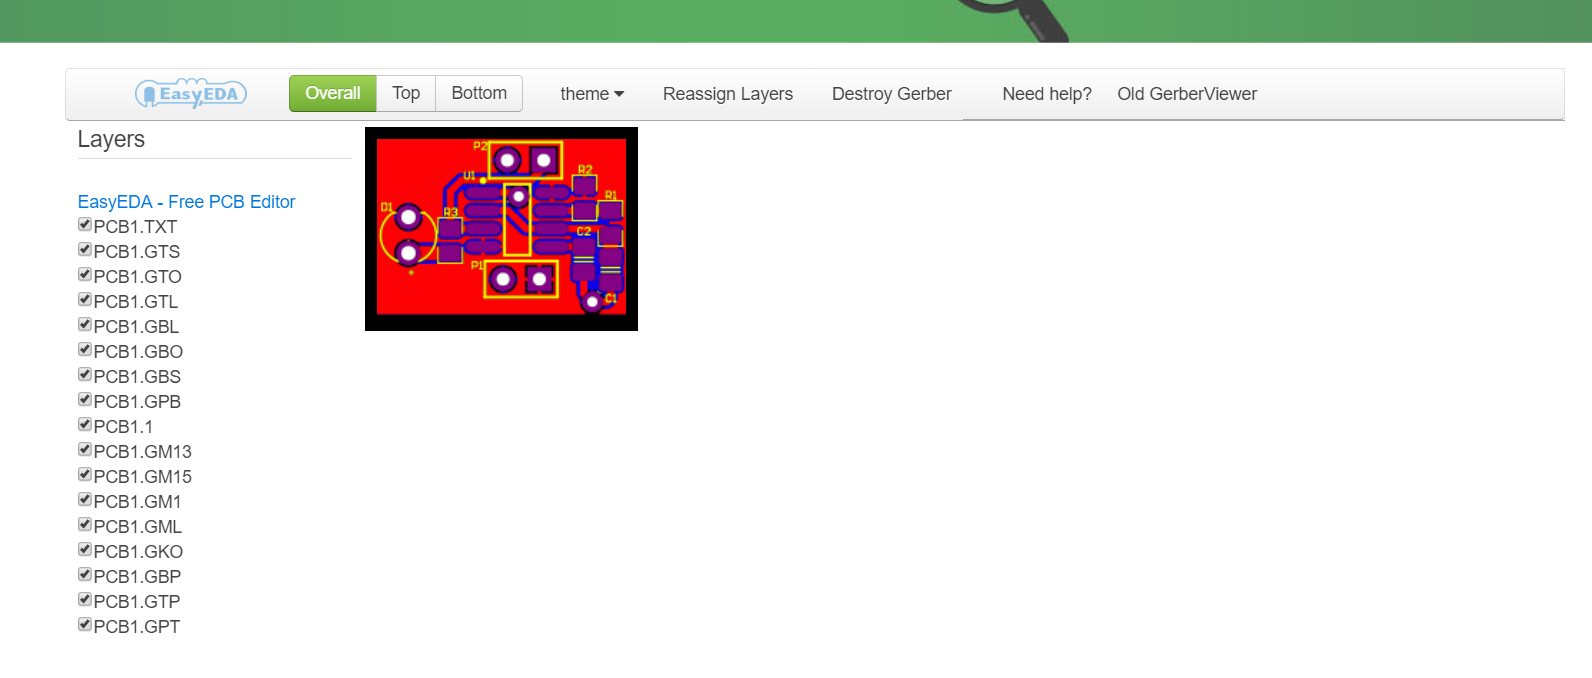 EasyEDA
Overall Top Bottom theme Reassign Layers Destroy Gerber Need help? Old GerberViewer
Layers
EasyEDA - Free PCB Editor
PCB1.TXT
PCB1.GTS
PCB1.GTO
PCB1.GTL
PCB1.GBL
PCB1.GBO
PCB1.GBS
PCB1.GPB
PCB1.1
PCB1.GM13
PCB1.GM15
PCB1.GM1
PCB1.GML
PCB1.GKO
PCB1.GBP
PCB1.GTP
PCB1.GPT
P2
U1
R2
D1
R3
R1
C2
P1
C1